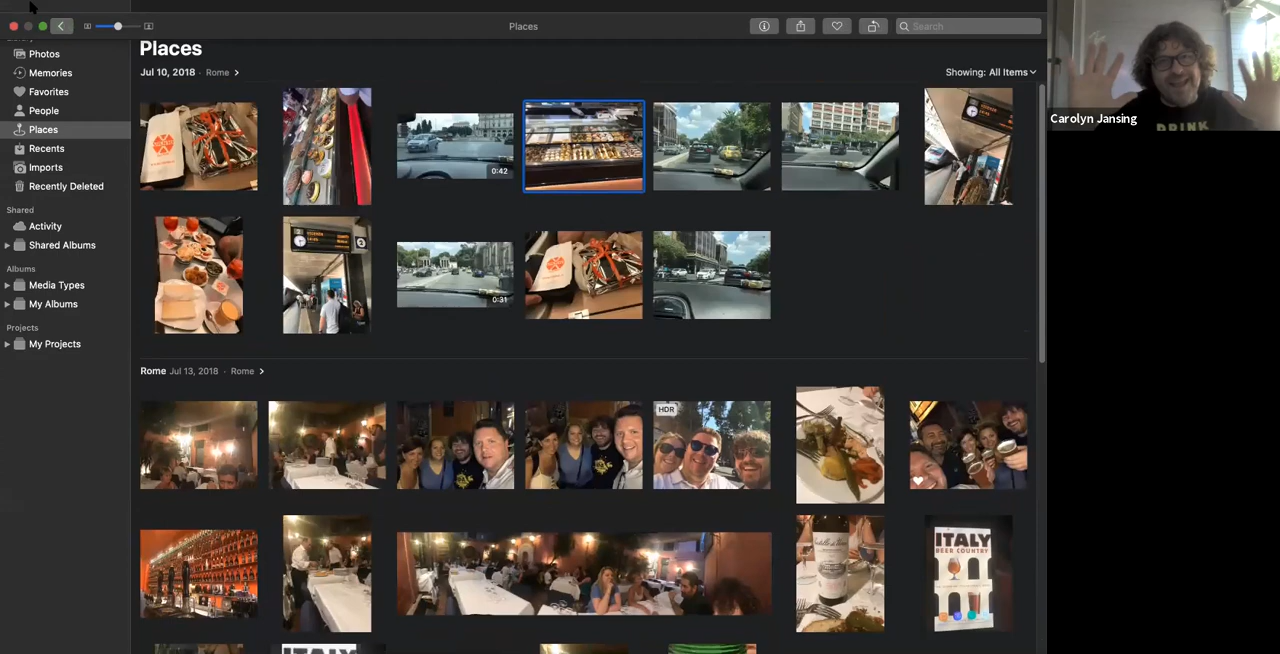 Places
Search
Library
Photos
Memories
Favorites
People
Places
Recents
Imports
Recently Deleted
Shared
Activity
Shared Albums
Albums
Media Types
My Albums
Projects
My Projects
Places
Jul 10, 2018 · Rome >
Showing: All Items
0:42
0:31
Rome Jul 13, 2018 · Rome >
HDR
ITALY
BEER COUNTRY
ITALY
Carolyn Jansing
DRINK